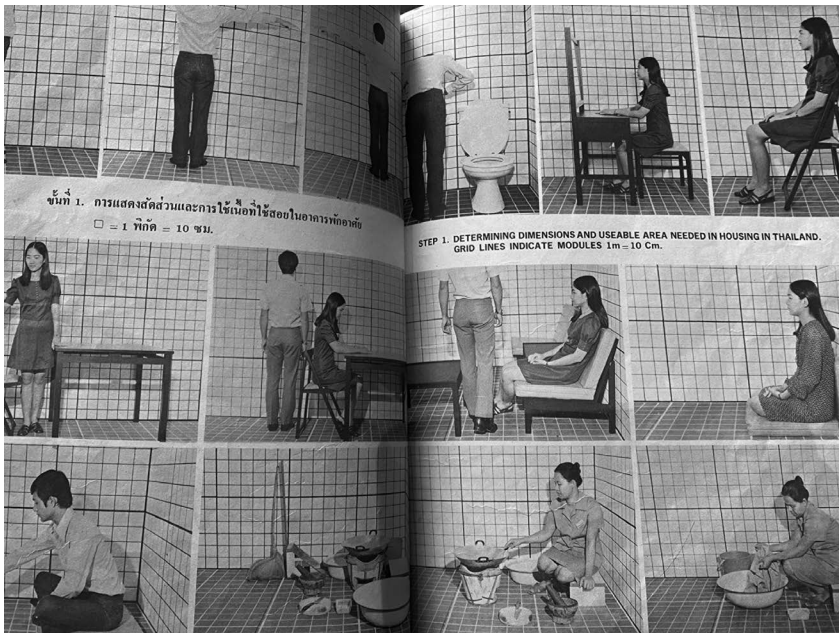 ขั้นที่ 1. การแสดงสัดส่วนและการใช้เนื้อที่ใช้สอยในอาคารพักอาศัย
□ = 1 พิกัด = 10 ซม.
STEP 1. DETERMINING DIMENSIONS AND USEABLE AREA NEEDED IN HOUSING IN THAILAND.
GRID LINES INDICATE MODULES 1m=10 Cm.